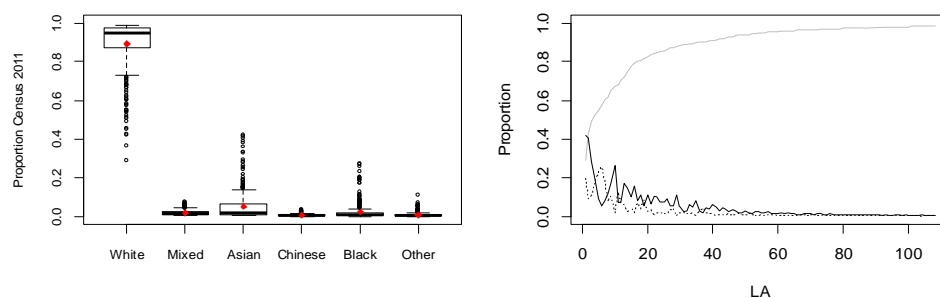 Proportion Census 2011
1.0
0.8
0.6
0.4
0.2
0.0
White Mixed Asian Chinese Black Other
Proportion
1.0
0.8
0.6
0.4
0.2
0.0
0 20 40 60 80 100
LA